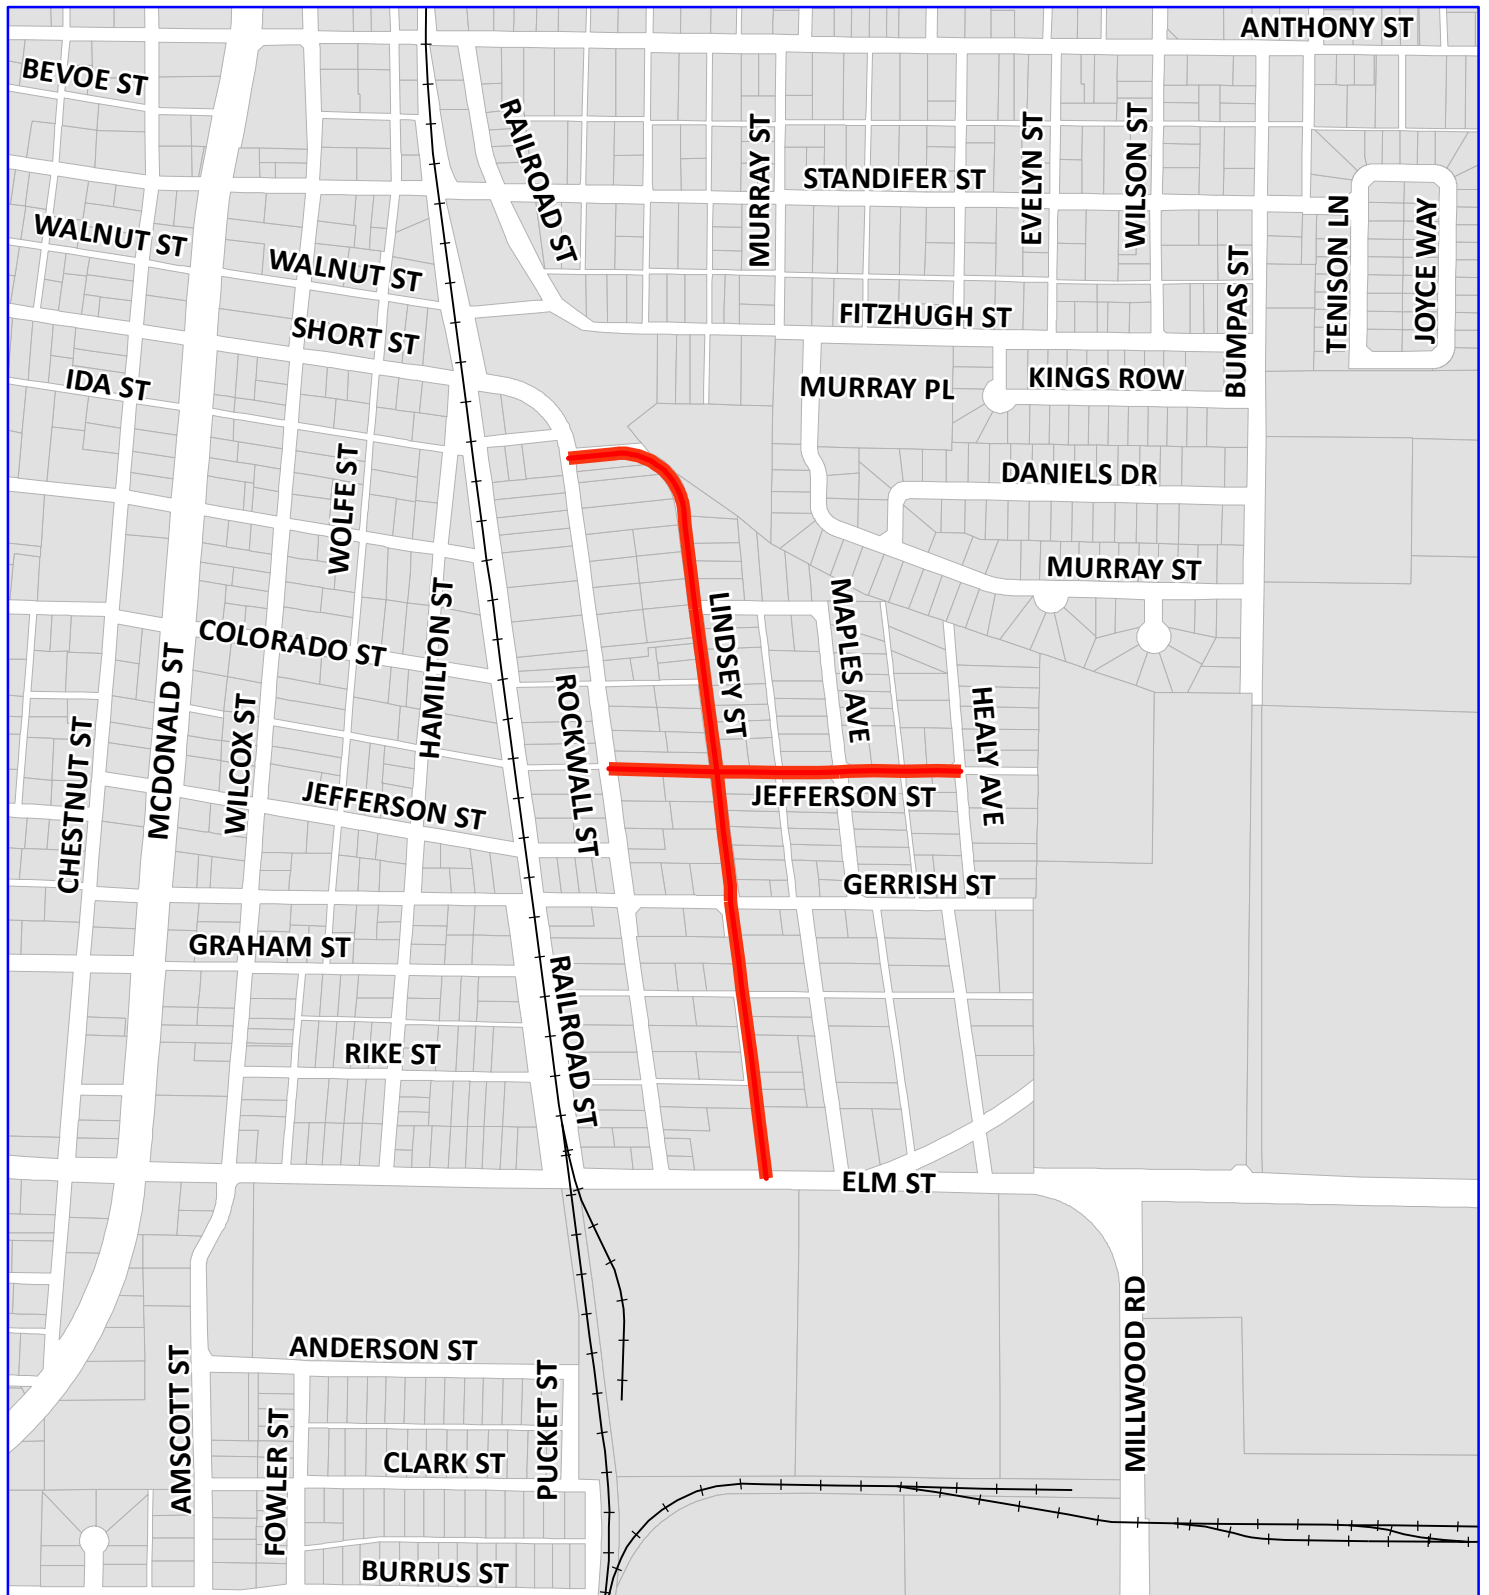 ANTHONY ST
BEVOE ST
RAILROAD ST
MURRAY ST
EVELYN ST
WILSON ST
STANDIFER ST
WALNUT ST
WALNUT ST
TENISON LN
JOYCE WAY
BUMPAS ST
FITZHUGH ST
SHORT ST
IDA ST
MURRAY PL
KINGS ROW
WOLFE ST
DANIELS DR
MURRAY ST
HAMILTON ST
LINDSEY ST
MAPLES AVE
COLORADO ST
MCDONALD ST
ROCKWALL ST
HEALY AVE
WILCOX ST
CHESTNUT ST
JEFFERSON ST
JEFFERSON ST
GERRISH ST
GRAHAM ST
RAILROAD ST
RIKE ST
ELM ST
MILLWOOD RD
ANDERSON ST
AMSCOTT ST
PUCKET ST
FOWLER ST
CLARK ST
BURRUS ST